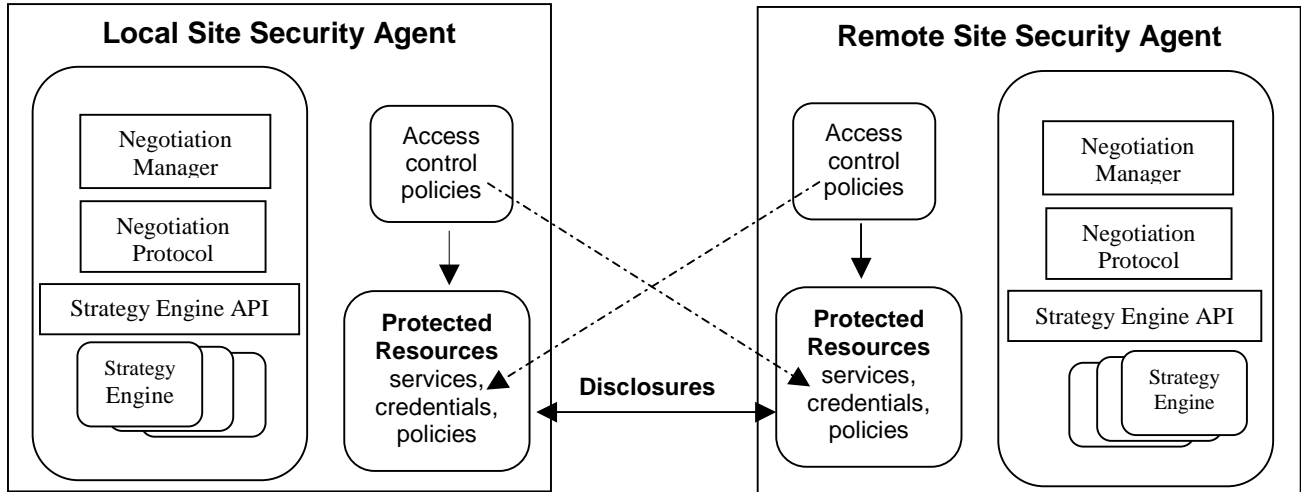 Local Site Security Agent
Negotiation
Manager
Negotiation
Protocol
Strategy Engine API
Strategy
Engine
Access
control
policies
Protected
Resources
services,
credentials,
policies
Disclosures
Remote Site Security Agent
Access
control
policies
Protected
Resources
services,
credentials,
policies
Negotiation
Manager
Negotiation
Protocol
Strategy Engine API
Strategy
Engine